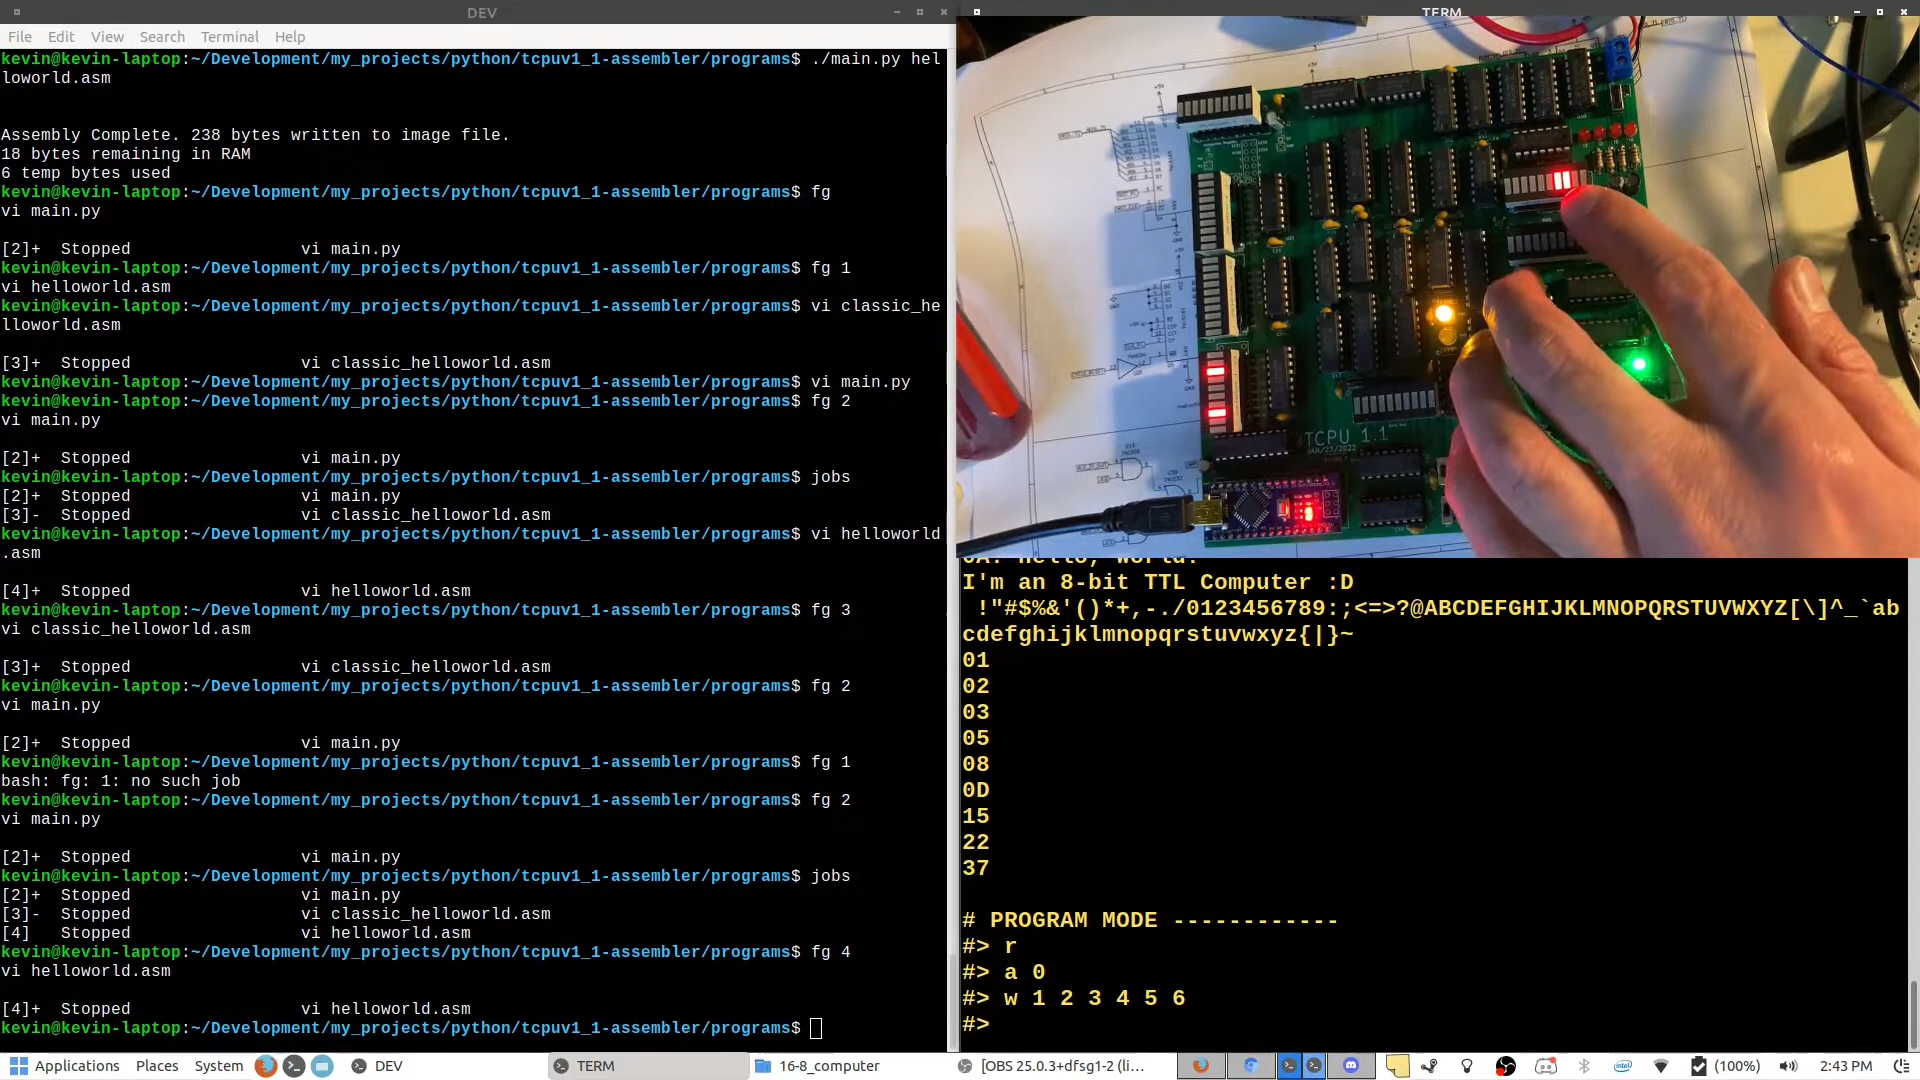 DEV
File Edit View Search Terminal Help
kevin@kevin-laptop:~/Development/my_projects/python/tcpuv1_1-assembler/programs$ ./main.py hel
loworld.asm
Assembly Complete. 238 bytes written to image file.
18 bytes remaining in RAM
6 temp bytes used
kevin@kevin-laptop:~/Development/my_projects/python/tcpuv1_1-assembler/programs$ fg
vi main.py
[2]+ Stopped vi main.py
kevin@kevin-laptop:~/Development/my_projects/python/tcpuv1_1-assembler/programs$ fg 1
vi helloworld.asm
kevin@kevin-laptop:~/Development/my_projects/python/tcpuv1_1-assembler/programs$ vi classic_he
lloworld.asm
[3]+ Stopped vi classic_helloworld.asm
kevin@kevin-laptop:~/Development/my_projects/python/tcpuv1_1-assembler/programs$ vi main.py
kevin@kevin-laptop:~/Development/my_projects/python/tcpuv1_1-assembler/programs$ fg 2
vi main.py
[2]+ Stopped vi main.py
kevin@kevin-laptop:~/Development/my_projects/python/tcpuv1_1-assembler/programs$ jobs
[2]+ Stopped vi main.py
[3]- Stopped vi classic_helloworld.asm
kevin@kevin-laptop:~/Development/my_projects/python/tcpuv1_1-assembler/programs$ vi helloworld
.asm
[4]+ Stopped vi helloworld.asm
kevin@kevin-laptop:~/Development/my_projects/python/tcpuv1_1-assembler/programs$ fg 3
vi classic_helloworld.asm
[3]+ Stopped vi classic_helloworld.asm
kevin@kevin-laptop:~/Development/my_projects/python/tcpuv1_1-assembler/programs$ fg 2
vi main.py
[2]+ Stopped vi main.py
kevin@kevin-laptop:~/Development/my_projects/python/tcpuv1_1-assembler/programs$ fg 1
bash: fg: 1: no such job
kevin@kevin-laptop:~/Development/my_projects/python/tcpuv1_1-assembler/programs$ fg 2
vi main.py
[2]+ Stopped vi main.py
kevin@kevin-laptop:~/Development/my_projects/python/tcpuv1_1-assembler/programs$ jobs
[2]+ Stopped vi main.py
[3]- Stopped vi classic_helloworld.asm
[4] Stopped vi helloworld.asm
kevin@kevin-laptop:~/Development/my_projects/python/tcpuv1_1-assembler/programs$ fg 4
vi helloworld.asm
[4]+ Stopped vi helloworld.asm
kevin@kevin-laptop:~/Development/my_projects/python/tcpuv1_1-assembler/programs$
TERM
TCPU 1.1
JAN/23/2022
Hello, World!
I'm an 8-bit TTL Computer :D
!"#$%&'()*+,-./0123456789:;<=>?@ABCDEFGHIJKLMNOPQRSTUVWXYZ[\]^_`ab
cdefghijklmnopqrstuvwxyz{|}~
01
02
03
05
08
0D
15
22
37
# PROGRAM MODE ------------
#> r
#> a 0
#> w 1 2 3 4 5 6
#>
Applications Places System DEV TERM 16-8_computer [OBS 25.0.3+dfsg1-2 (li... (100%) 2:43 PM